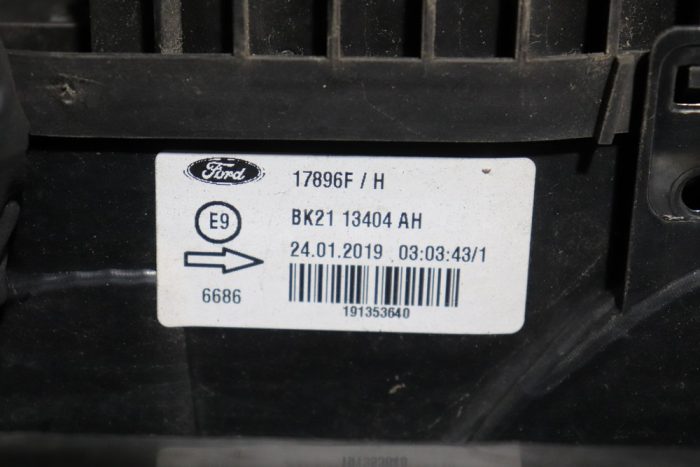 Ford
17896F / H
E9
BK21 13404 AH
24.01.2019 03:03:43/1
6686
191353640